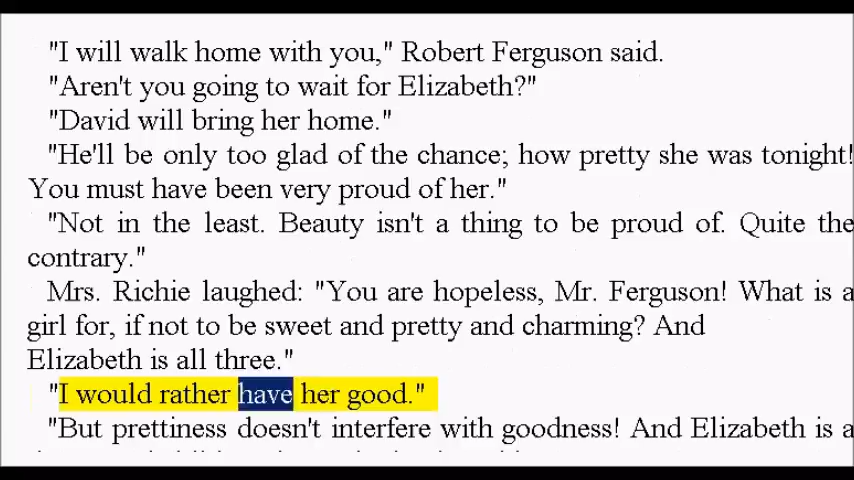 "I will walk home with you," Robert Ferguson said.
"Aren't you going to wait for Elizabeth?"
"David will bring her home."
"He'll be only too glad of the chance; how pretty she was tonight!
You must have been very proud of her."
"Not in the least. Beauty isn't a thing to be proud of. Quite the
contrary."
Mrs. Richie laughed: "You are hopeless, Mr. Ferguson! What is a
girl for, if not to be sweet and pretty and charming? And
Elizabeth is all three."
"I would rather have her good."
"But prettiness doesn't interfere with goodness! And Elizabeth is a